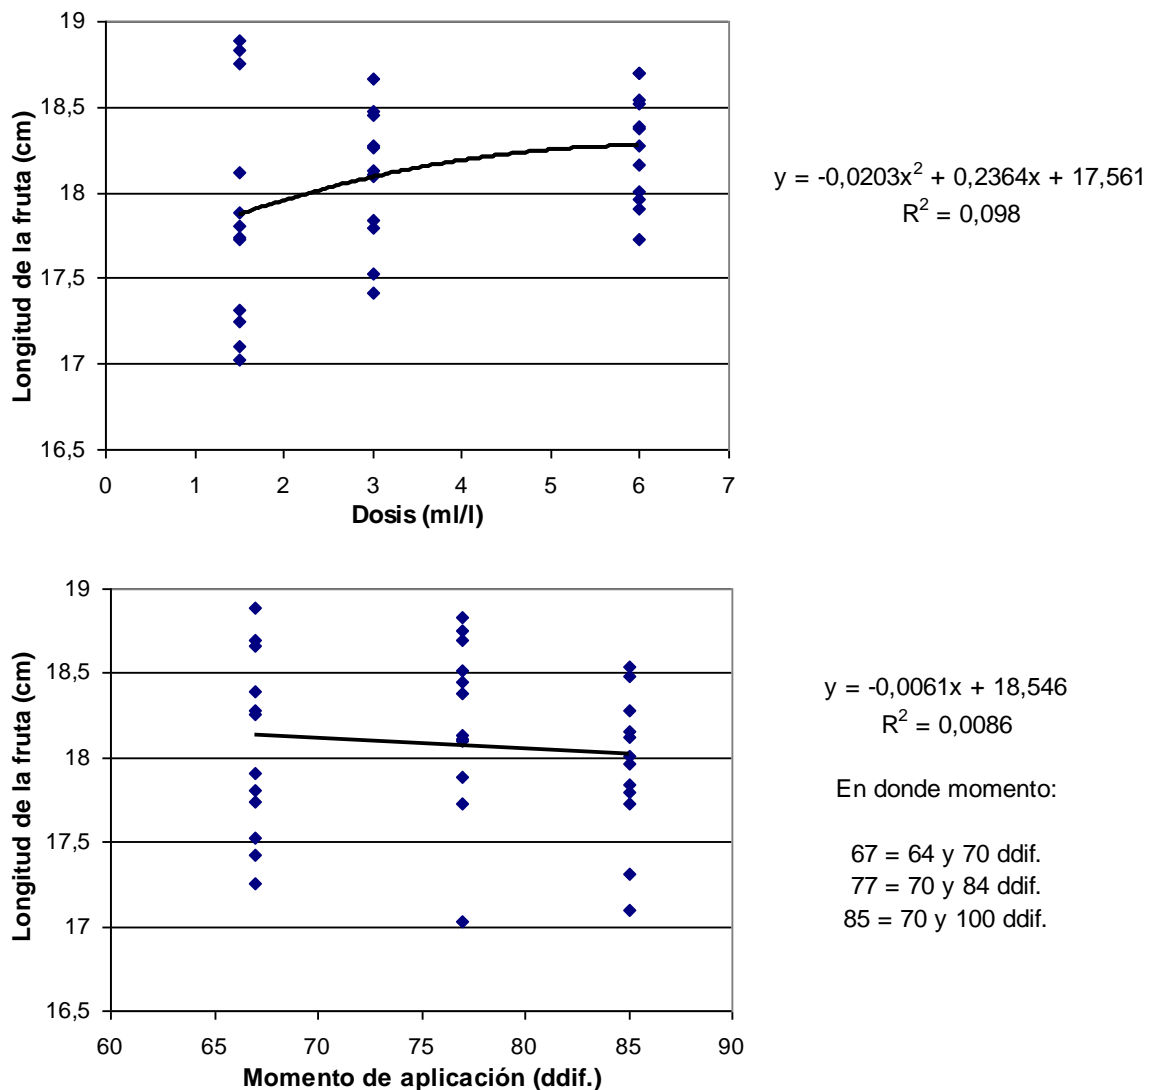 19
18,5
18
17,5
17
16,5
Longitud de la fruta (cm)
0 1 2 3 4 5 6 7
Dosis (ml/l)
y = -0,0203x² + 0,2364x + 17,561
R² = 0,098
19
18,5
18
17,5
17
16,5
Longitud de la fruta (cm)
60 65 70 75 80 85 90
Momento de aplicación (ddif.)
y = -0,0061x + 18,546
R² = 0,0086
En donde momento:
67 = 64 y 70 ddif.
77 = 70 y 84 ddif.
85 = 70 y 100 ddif.